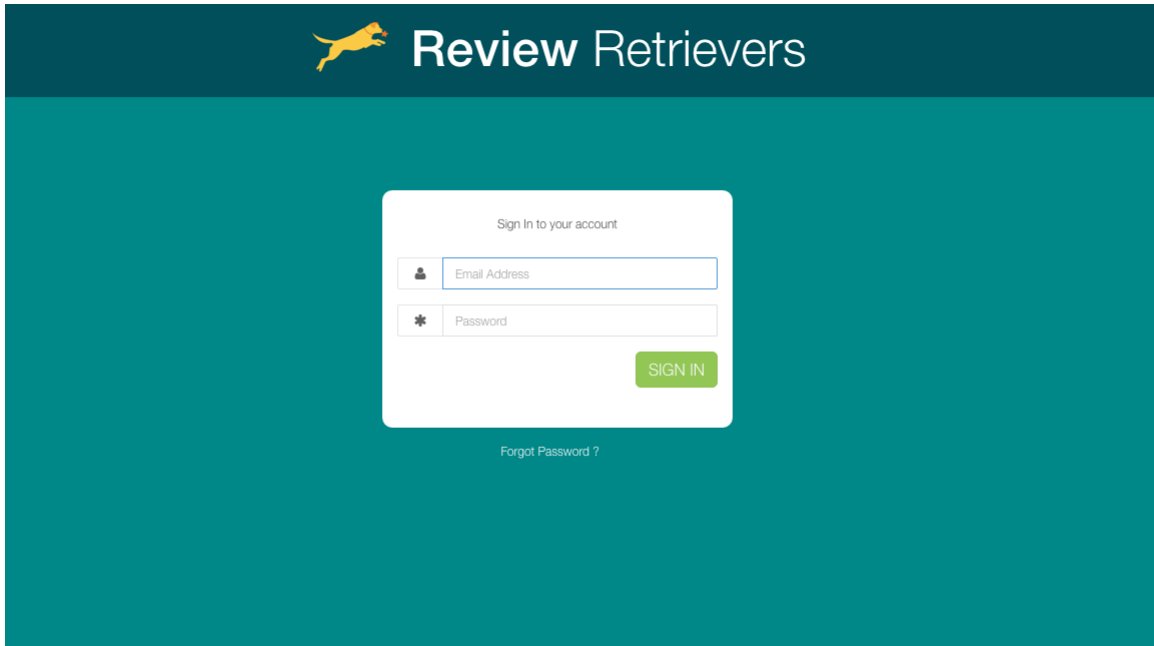 Review Retrievers
Sign In to your account
Email Address
Password
SIGN IN
Forgot Password ?